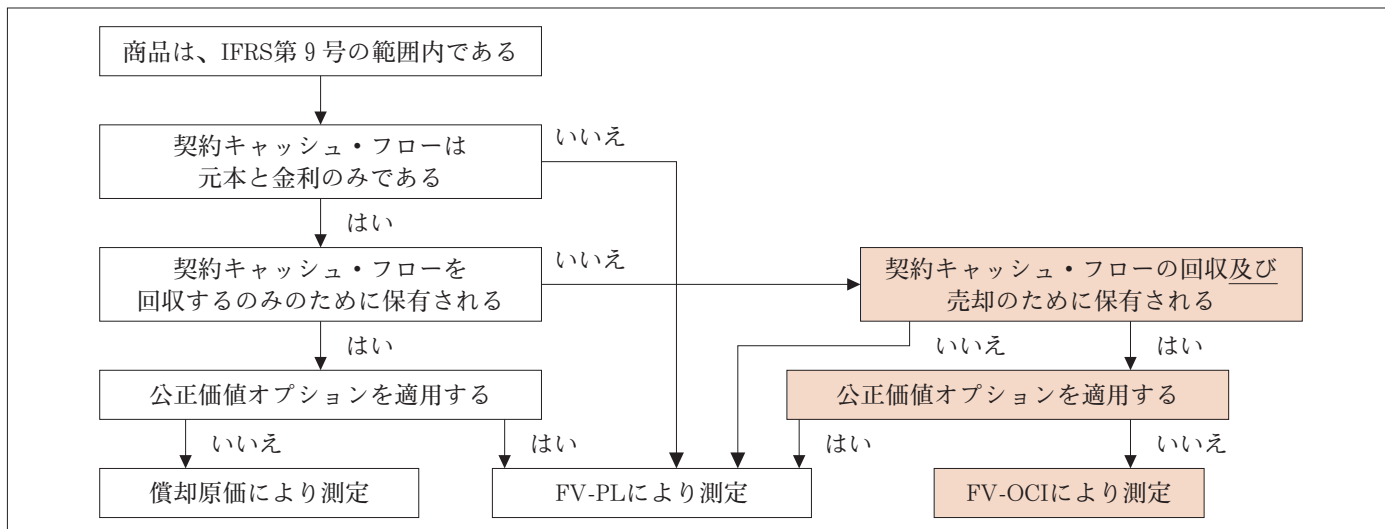 商品は、IFRS第9号の範囲内である
契約キャッシュ・フローは
元本と金利のみである
いいえ
はい
契約キャッシュ・フローを
回収するのみのために保有される
いいえ
契約キャッシュ・フローの回収及び
売却のために保有される
はい
いいえ
はい
公正価値オプションを適用する
公正価値オプションを適用する
いいえ
はい
はい
いいえ
償却原価により測定
FV-PLにより測定
FV-OCIにより測定